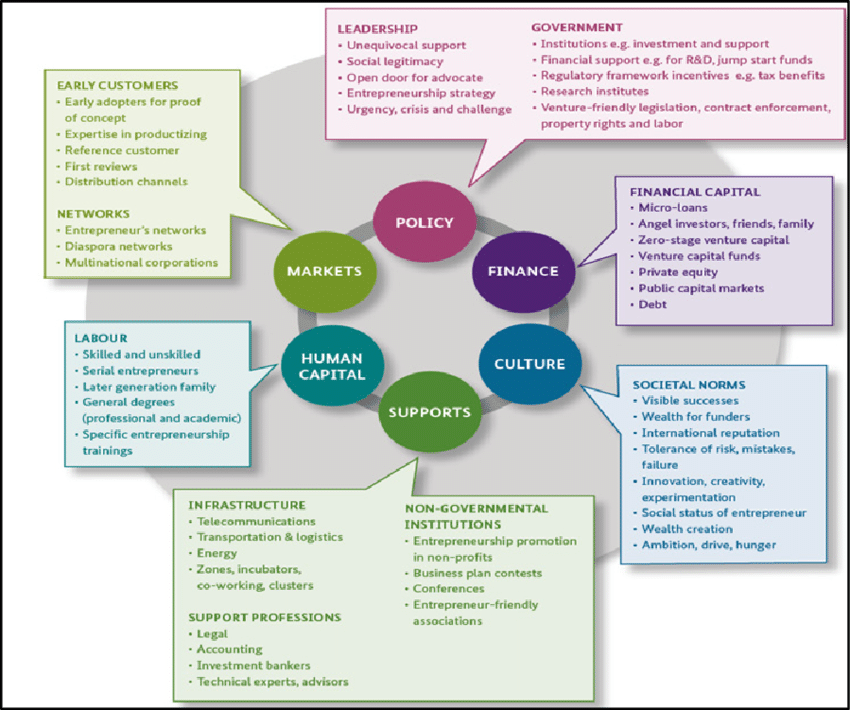 LEADERSHIP
• Unequivocal support
• Social legitimacy
• Open door for advocate
• Entrepreneurship strategy
• Urgency, crisis and challenge
GOVERNMENT
• Institutions e.g. investment and support
• Financial support e.g. for R&D, jump start funds
• Regulatory framework incentives e.g. tax benefits
• Research institutes
• Venture-friendly legislation, contract enforcement,
property rights and labor
EARLY CUSTOMERS
• Early adopters for proof
of concept
• Expertise in productizing
• Reference customer
• First reviews
• Distribution channels
NETWORKS
• Entrepreneur's networks
• Diaspora networks
• Multinational corporations
POLICY
MARKETS
FINANCE
HUMAN
CAPITAL
CULTURE
SUPPORTS
FINANCIAL CAPITAL
• Micro-loans
• Angel investors, friends, family
• Zero-stage venture capital
• Venture capital funds
• Private equity
• Public capital markets
• Debt
LABOUR
• Skilled and unskilled
• Serial entrepreneurs
• Later generation family
• General degrees
(professional and academic)
• Specific entrepreneurship
trainings
SOCIETAL NORMS
• Visible successes
• Wealth for funders
• International reputation
• Tolerance of risk, mistakes,
failure
• Innovation, creativity,
experimentation
• Social status of entrepreneur
• Wealth creation
• Ambition, drive, hunger
INFRASTRUCTURE
• Telecommunications
• Transportation & logistics
• Energy
• Zones, incubators,
co-working, clusters
SUPPORT PROFESSIONS
• Legal
• Accounting
• Investment bankers
• Technical experts, advisors
NON-GOVERNMENTAL
INSTITUTIONS
• Entrepreneurship promotion
in non-profits
• Business plan contests
• Conferences
• Entrepreneur-friendly
associations